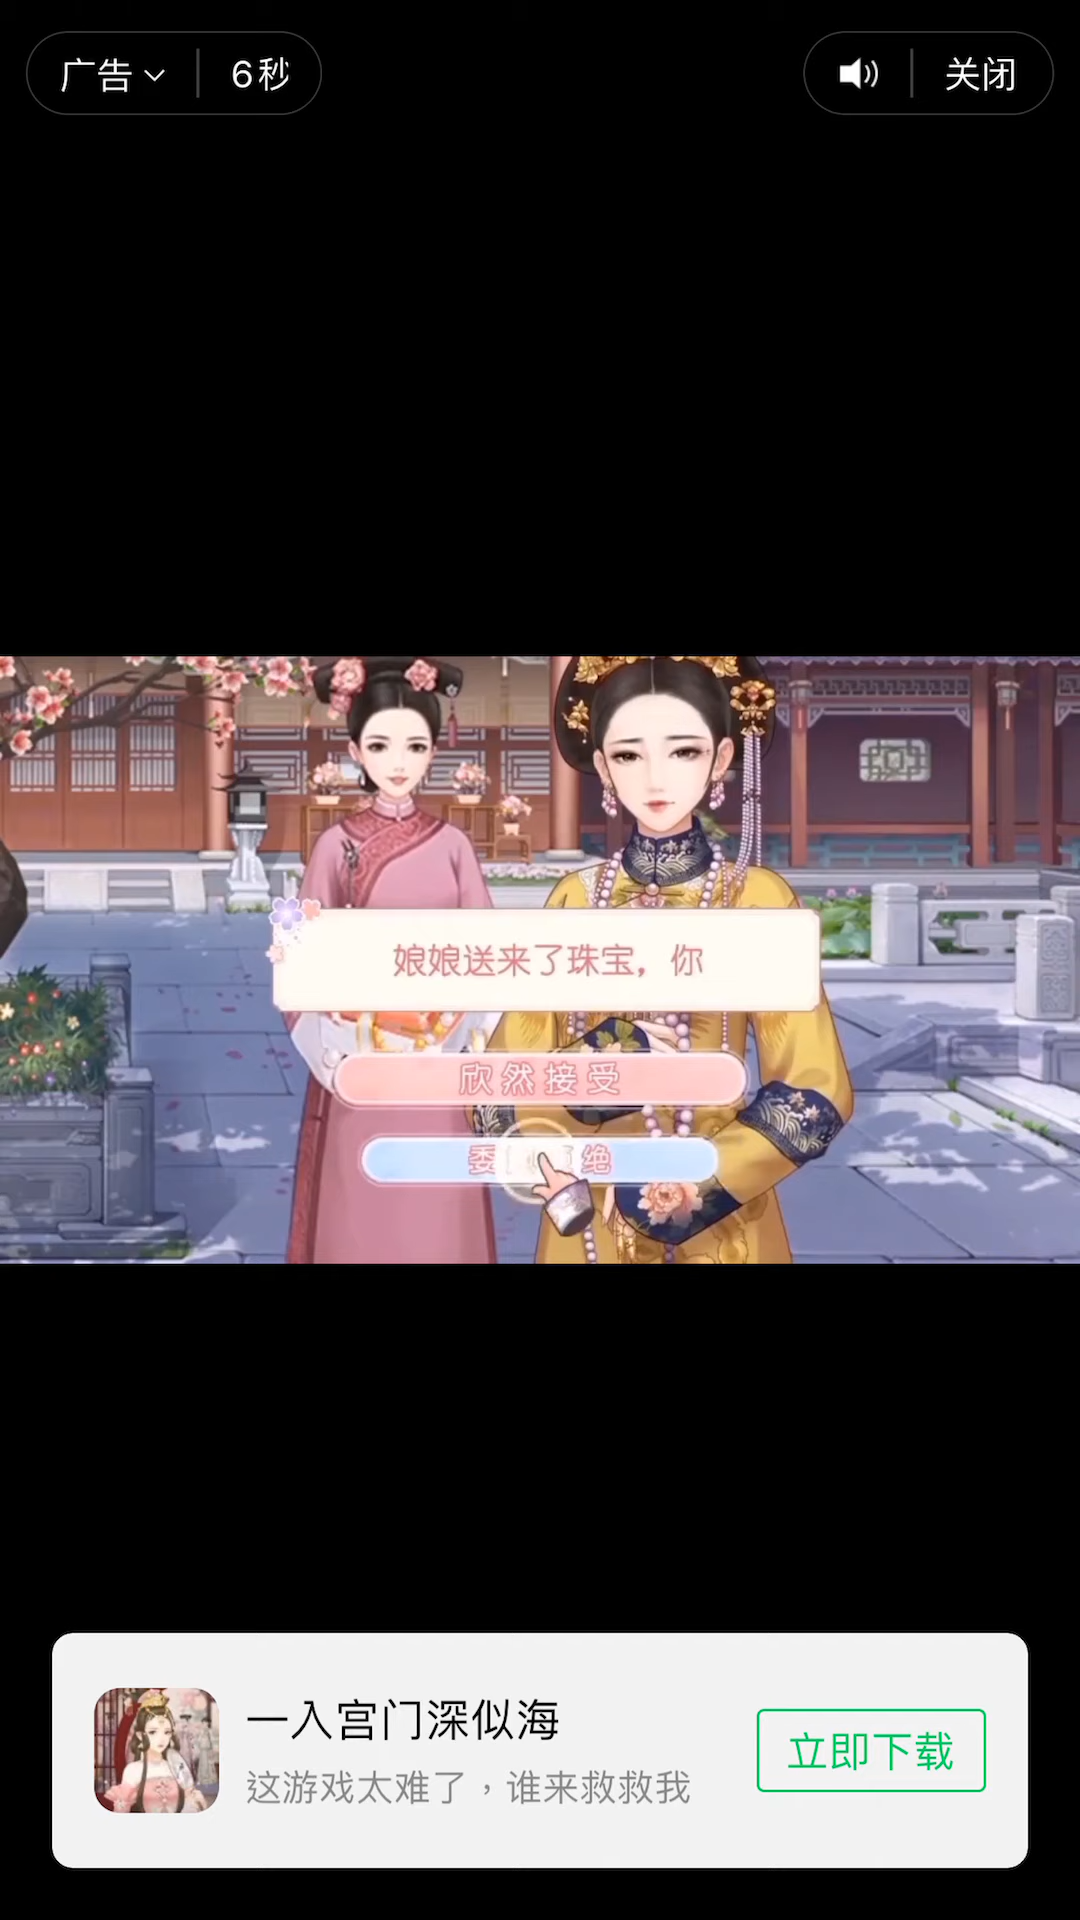 广告 6秒 关闭
娘娘送来了珠宝，你
欣然接受
委 绝
一入宫门深似海
这游戏太难了，谁来救救我
立即下载